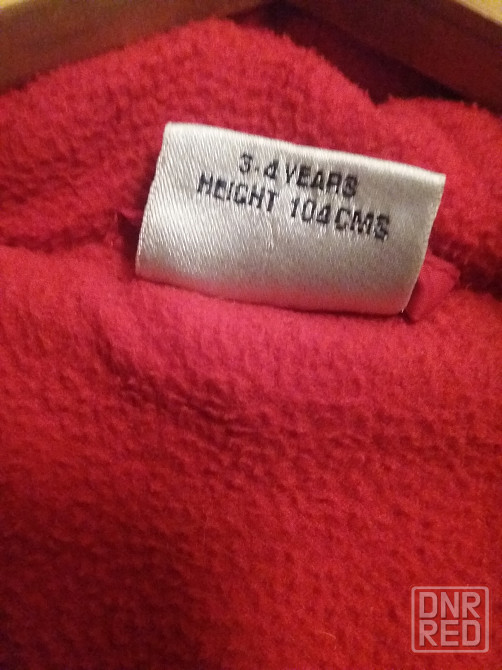 3-4 YEARS
HEIGHT 104 CMS
DNR
RED